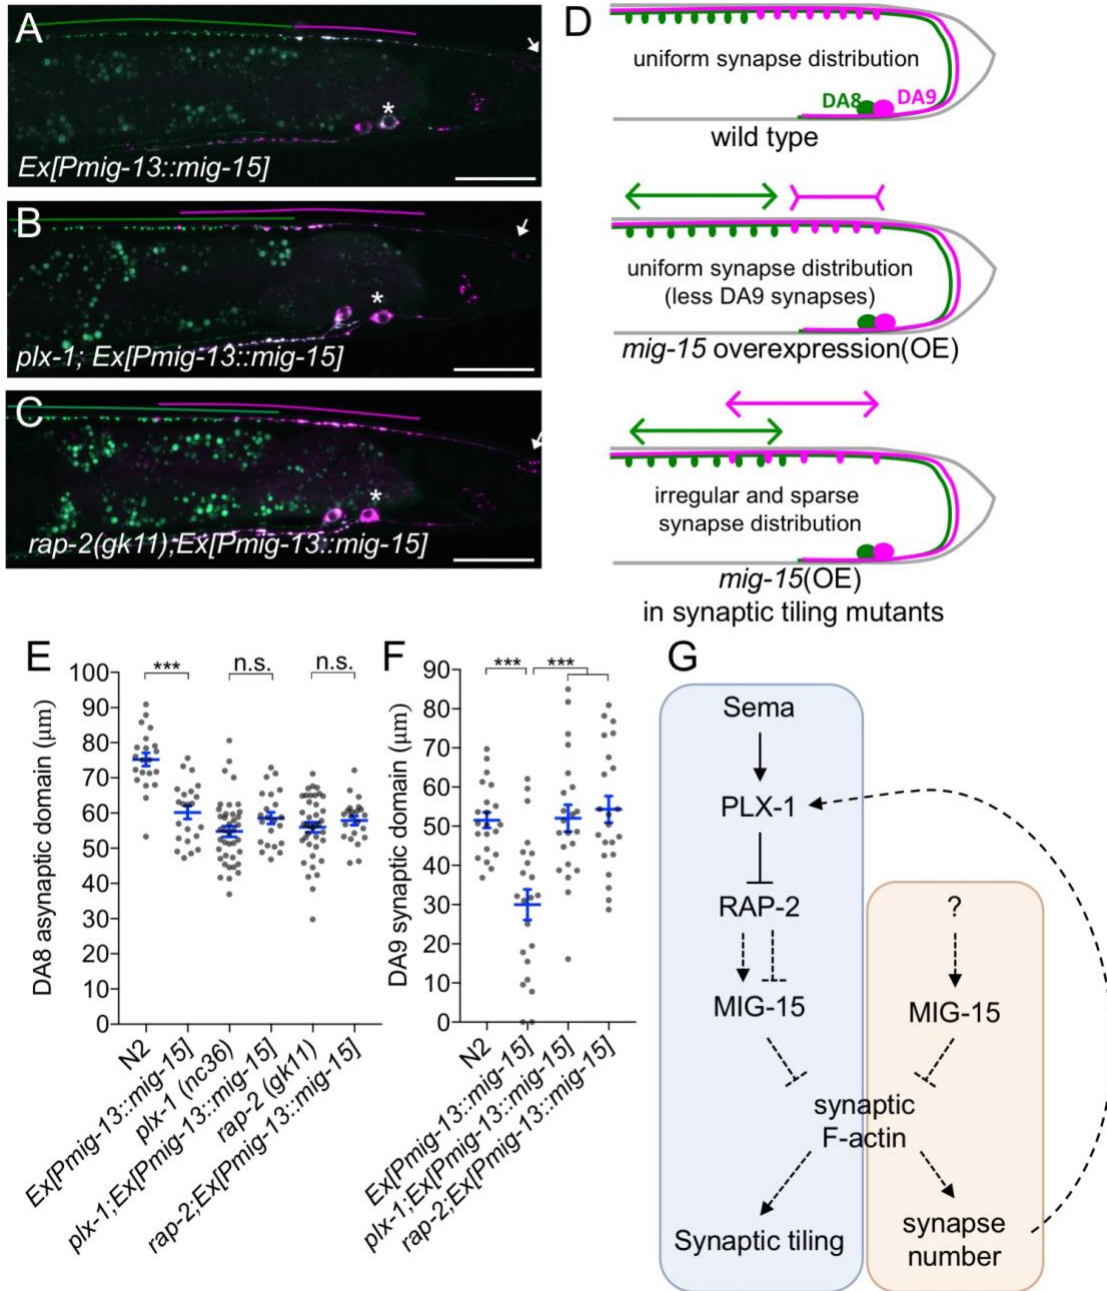 A
Ex[Pmig-13::mig-15]
*
B
plx-1; Ex[Pmig-13::mig-15]
*
C
rap-2(gk11);Ex[Pmig-13::mig-15]
*
D
uniform synapse distribution
DA8
DA9
wild type
uniform synapse distribution
(less DA9 synapses)
mig-15 overexpression(OE)
irregular and sparse
synapse distribution
mig-15(OE)
in synaptic tiling mutants
E
DA8 asynaptic domain (μm)
100
90
80
70
60
50
40
30
20
10
0
***
n.s.
n.s.
N2
Ex[Pmig-13::mig-15]
plx-1 (nc36)
plx-1;Ex[Pmig-13::mig-15]
rap-2 (gk11)
rap-2;Ex[Pmig-13::mig-15]
F
DA9 synaptic domain (μm)
90
80
70
60
50
40
30
20
10
0
***
***
N2
Ex[Pmig-13::mig-15]
plx-1;Ex[Pmig-13::mig-15]
rap-2;Ex[Pmig-13::mig-15]
G
Sema
PLX-1
RAP-2
MIG-15
?
MIG-15
synaptic
F-actin
Synaptic tiling
synapse
number